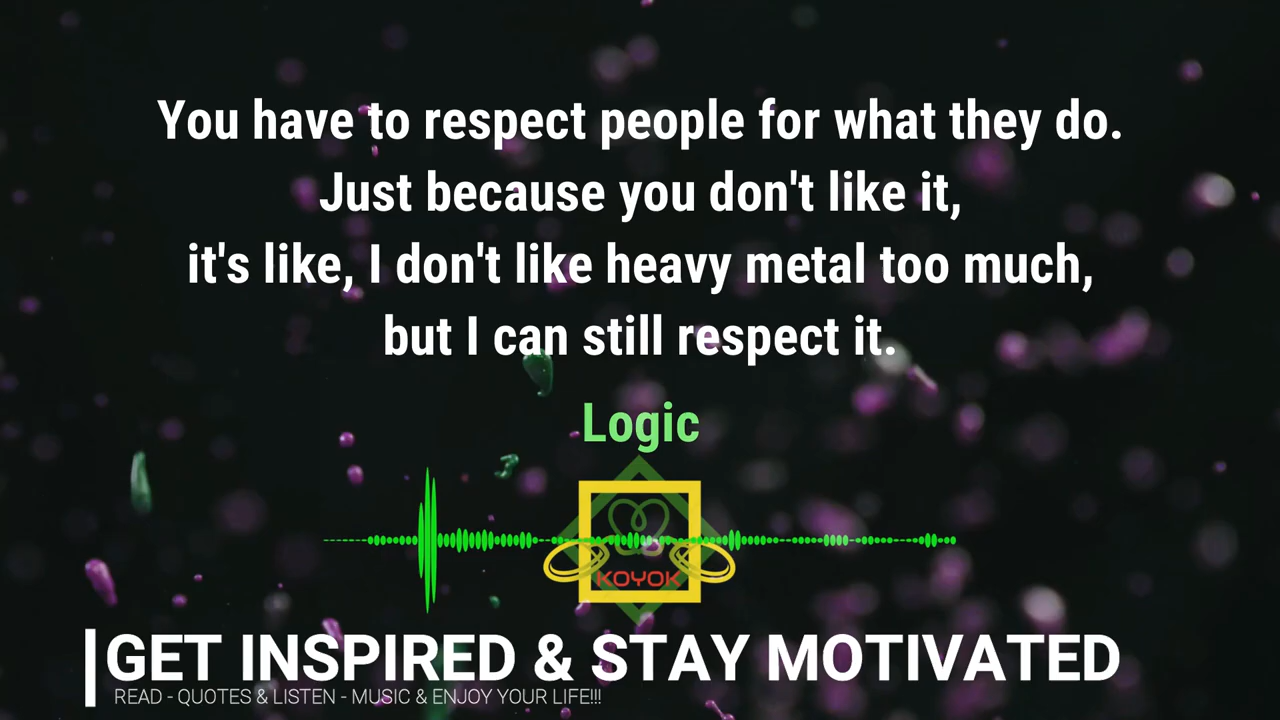 You have to respect people for what they do.
Just because you don't like it,
it's like, I don't like heavy metal too much,
but I can still respect it.
Logic
KOYOK
GET INSPIRED & STAY MOTIVATED
READ - QUOTES & LISTEN - MUSIC & ENJOY YOUR LIFE!!!